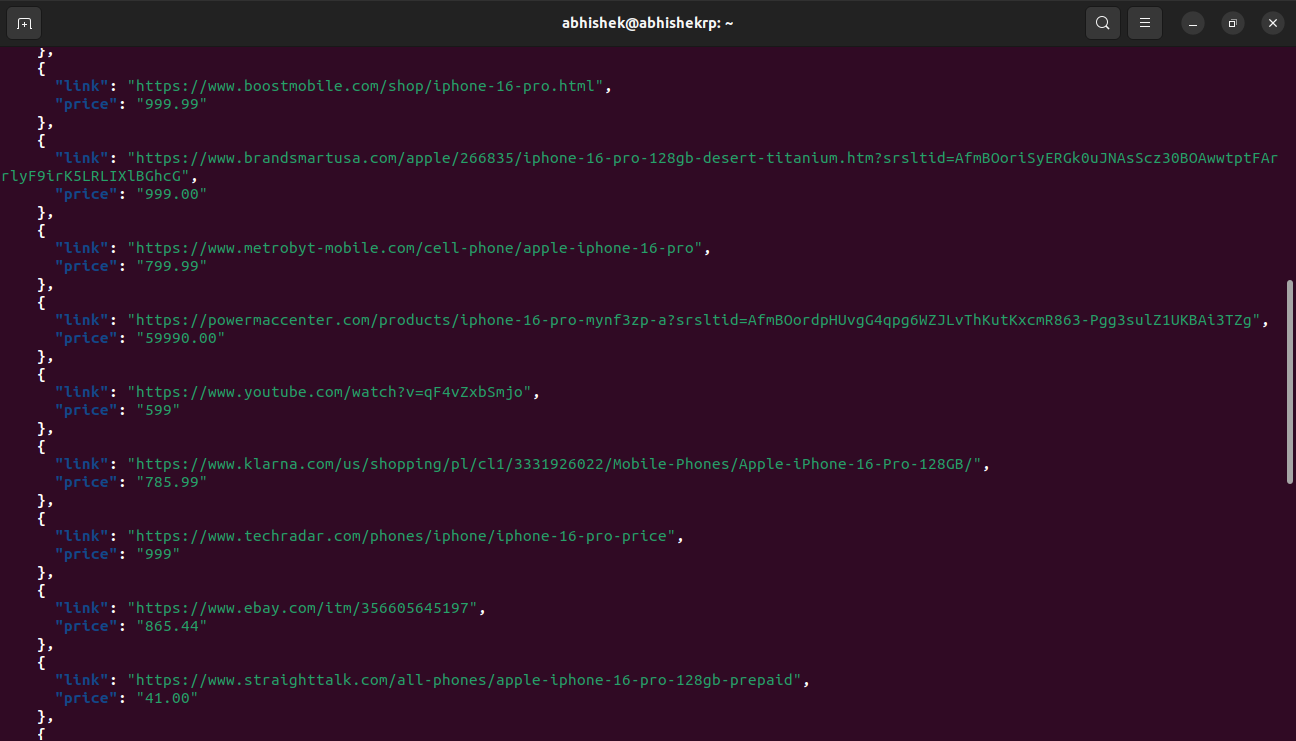 abhishek@abhishekrp: ~
},
{
"link": "https://www.boostmobile.com/shop/iphone-16-pro.html",
"price": "999.99"
},
{
"link": "https://www.brandsmartusa.com/apple/266835/iphone-16-pro-128gb-desert-titanium.htm?srsltid=AfmBOoriSyERGk0uJNAsScz30BOAwwtptFAr
rlyF9irK5LRLIXlBGhcG",
"price": "999.00"
},
{
"link": "https://www.metrobyt-mobile.com/cell-phone/apple-iphone-16-pro",
"price": "799.99"
},
{
"link": "https://powermaccenter.com/products/iphone-16-pro-mynf3zp-a?srsltid=AfmBOordpHUvgG4qpg6WZJLvThKutKxcmR863-Pgg3sulZ1UKBAi3TZg",
"price": "59990.00"
},
{
"link": "https://www.youtube.com/watch?v=qF4vZxbSmjo",
"price": "599"
},
{
"link": "https://www.klarna.com/us/shopping/pl/cl1/3331926022/Mobile-Phones/Apple-iPhone-16-Pro-128GB/",
"price": "785.99"
},
{
"link": "https://www.techradar.com/phones/iphone/iphone-16-pro-price",
"price": "999"
},
{
"link": "https://www.ebay.com/itm/356605645197",
"price": "865.44"
},
{
"link": "https://www.straighttalk.com/all-phones/apple-iphone-16-pro-128gb-prepaid",
"price": "41.00"
},
{